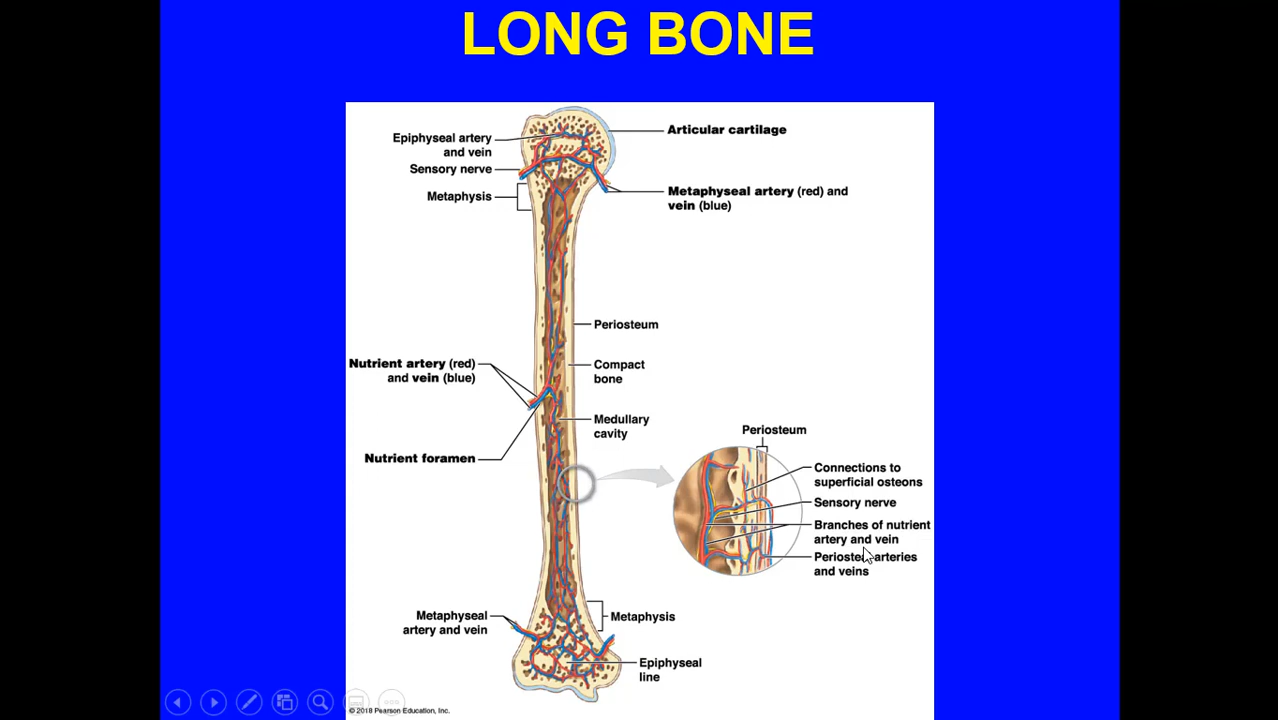 LONG BONE
Epiphyseal artery
and vein
Sensory nerve
Metaphysis
Articular cartilage
Metaphyseal artery (red) and
vein (blue)
Periosteum
Nutrient artery (red)
and vein (blue)
Compact
bone
Medullary
cavity
Nutrient foramen
Periosteum
Connections to
superficial osteons
Sensory nerve
Branches of nutrient
artery and vein
Periosteal arteries
and veins
Metaphyseal
artery and vein
Metaphysis
Epiphyseal
line
© 2018 Pearson Education, Inc.